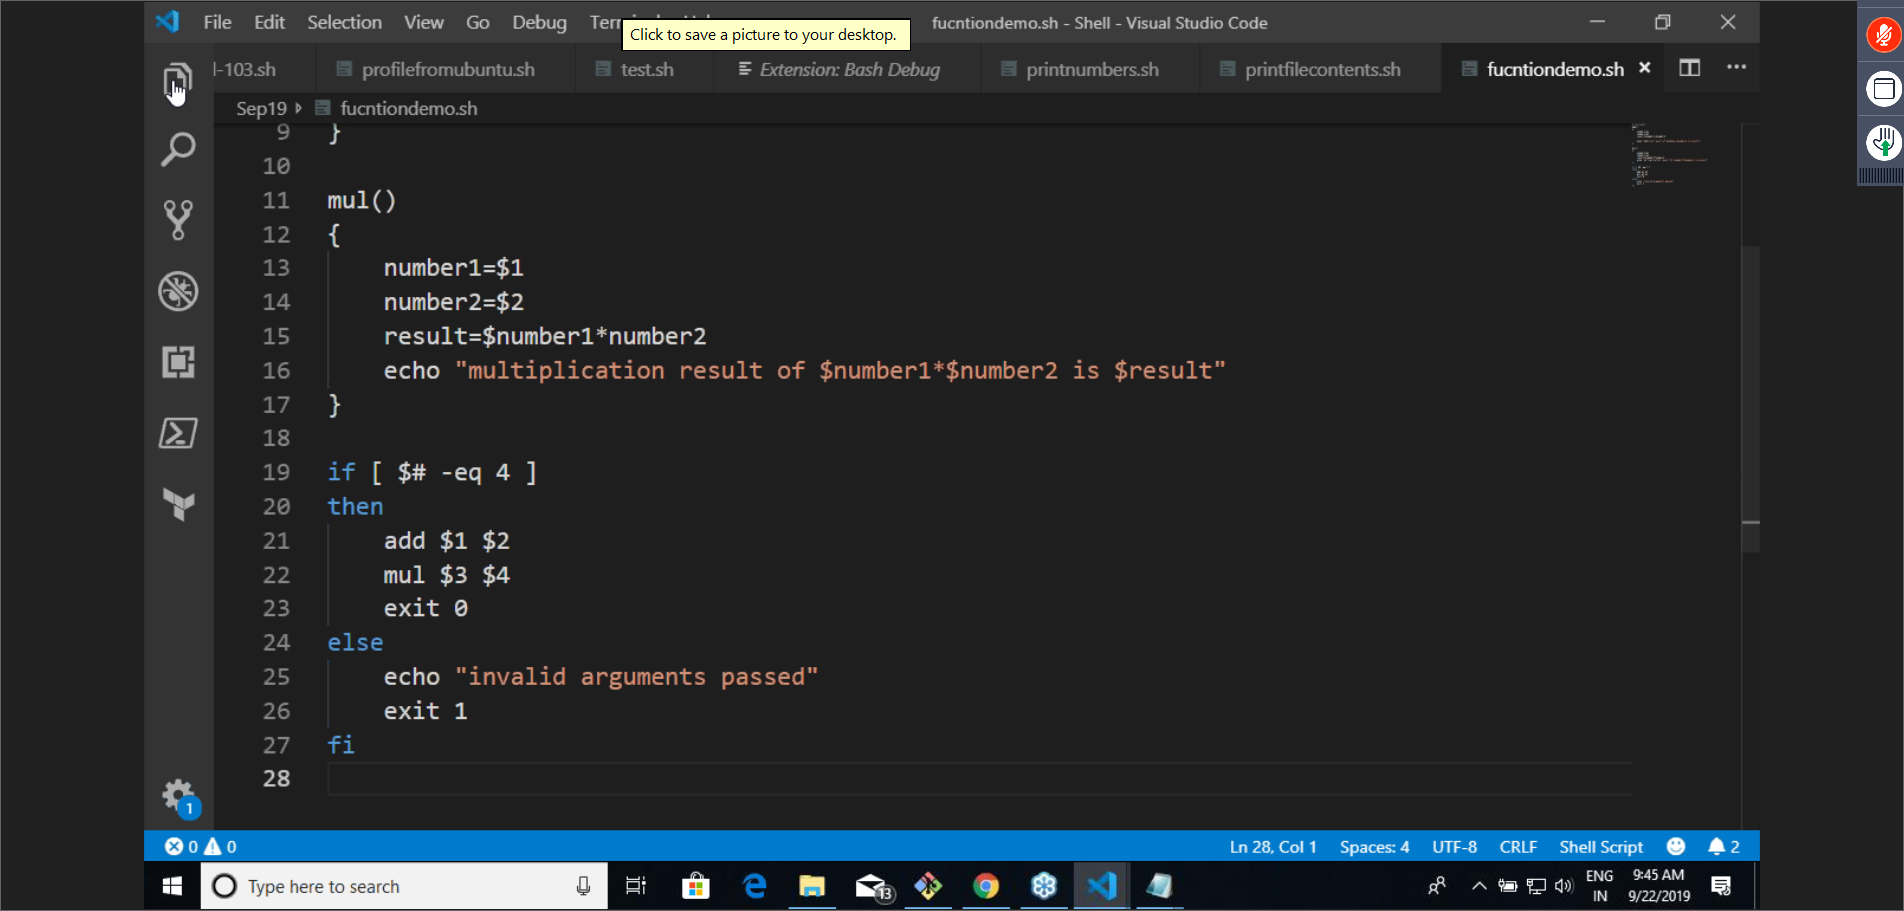 File Edit Selection View Go Debug
Click to save a picture to your desktop.
fucntiondemo.sh - Shell - Visual Studio Code
l-103.sh profilefromubuntu.sh test.sh Extension: Bash Debug printnumbers.sh printfilecontents.sh fucntiondemo.sh
Sep19 fucntiondemo.sh
9 }
10
11 mul()
12 {
13 number1=$1
14 number2=$2
15 result=$number1*number2
16 echo "multiplication result of $number1*$number2 is $result"
17 }
18
19 if [ $# -eq 4 ]
20 then
21 add $1 $2
22 mul $3 $4
23 exit 0
24 else
25 echo "invalid arguments passed"
26 exit 1
27 fi
28
1
0 0 Ln 28, Col 1 Spaces: 4 UTF-8 CRLF Shell Script 2
Type here to search 13 ENG IN 9:45 AM 9/22/2019